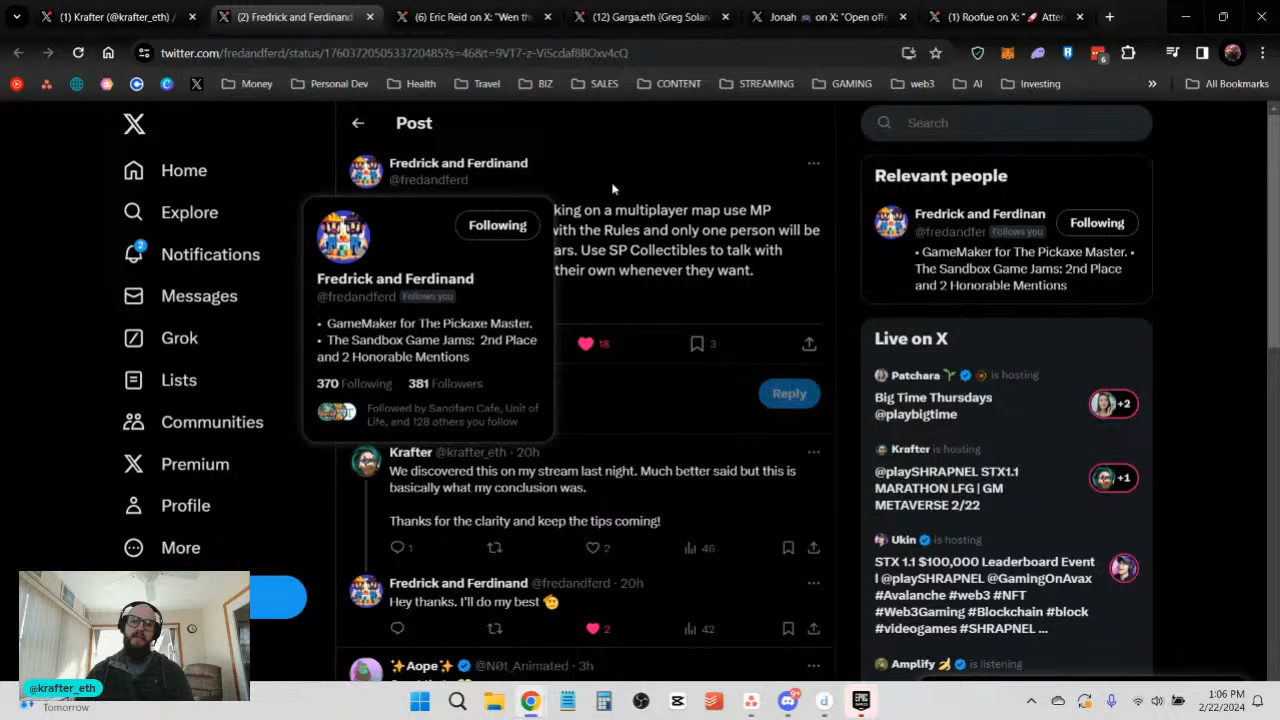 (1) Krafter (@krafter_eth) /
(2) Fredrick and Ferdinand
(6) Eric Reid on X: "Wen th
(12) Garga.eth (Greg Solan
Jonah on X: "Open off
(1) Roofue on X: "🚀 Atter
twitter.com/fredandferd/status/1760372050533720485?s=46&t=9VT7-z-Vi5cdaf8BOxv4cQ
6
Money
Personal Dev
Health
Travel
BIZ
SALES
CONTENT
STREAMING
GAMING
web3
AI
Investing
»
All Bookmarks
Home
Explore
2
Notifications
Messages
Grok
Lists
Communities
Premium
Profile
More
Post
Fredrick and Ferdinand
@fredandferd
king on a multiplayer map use MP
with the Rules and only one person will be
ars. Use SP Collectibles to talk with
their own whenever they want.
18
3
Reply
Following
Fredrick and Ferdinand
@fredandferd Follows you
• GameMaker for The Pickaxe Master.
• The Sandbox Game Jams: 2nd Place
and 2 Honorable Mentions
370 Following 381 Followers
Followed by Sandfam Cafe, Unit of
Life, and 128 others you follow
Krafter @krafter_eth · 20h
We discovered this on my stream last night. Much better said but this is
basically what my conclusion was.
Thanks for the clarity and keep the tips coming!
1
2
46
Fredrick and Ferdinand @fredandferd · 20h
Hey thanks. I'll do my best 🫡
2
42
✨Aope✨ @N0t_Animated · 3h
Search
Relevant people
Fredrick and Ferdinan
@fredandfer Follows you
Following
• GameMaker for The Pickaxe Master. •
The Sandbox Game Jams: 2nd Place
and 2 Honorable Mentions
Live on X
Patchara is hosting
Big Time Thursdays
@playbigtime
+2
Krafter is hosting
@playSHRAPNEL STX1.1
MARATHON LFG | GM
METAVERSE 2/22
+1
Ukin is hosting
STX 1.1 $100,000 Leaderboard Event
| @playSHRAPNEL @GamingOnAvax
#Avalanche #web3 #NFT
#Web3Gaming #Blockchain #block
#videogames #SHRAPNEL ...
Amplify is listening
@krafter_eth
Tomorrow
9+
EPIC
GAMES
1:06 PM
2/22/2024